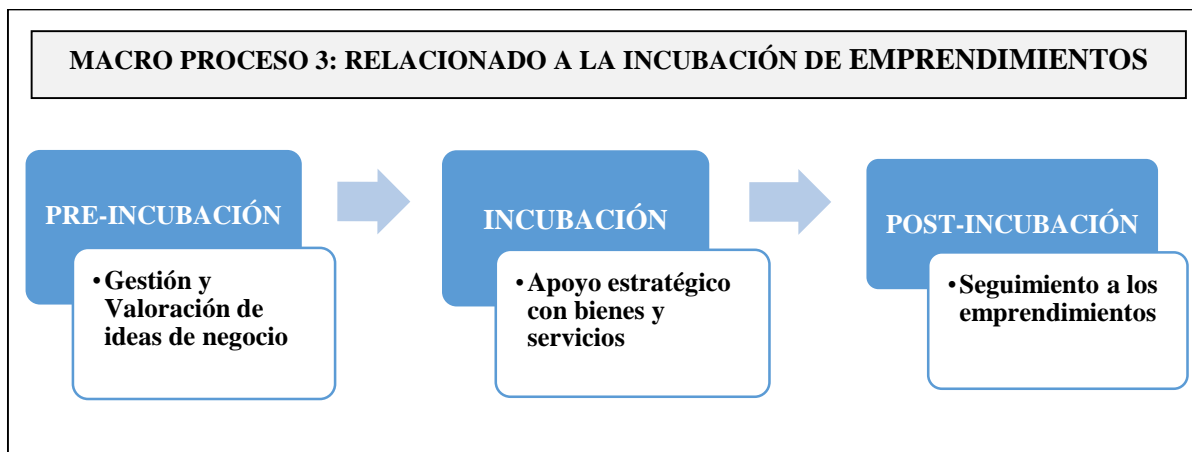 MACRO PROCESO 3: RELACIONADO A LA INCUBACIÓN DE EMPRENDIMIENTOS
PRE-INCUBACIÓN
• Gestión y
Valoración de
ideas de negocio
INCUBACIÓN
• Apoyo estratégico
con bienes y
servicios
POST-INCUBACIÓN
• Seguimiento a los
emprendimientos